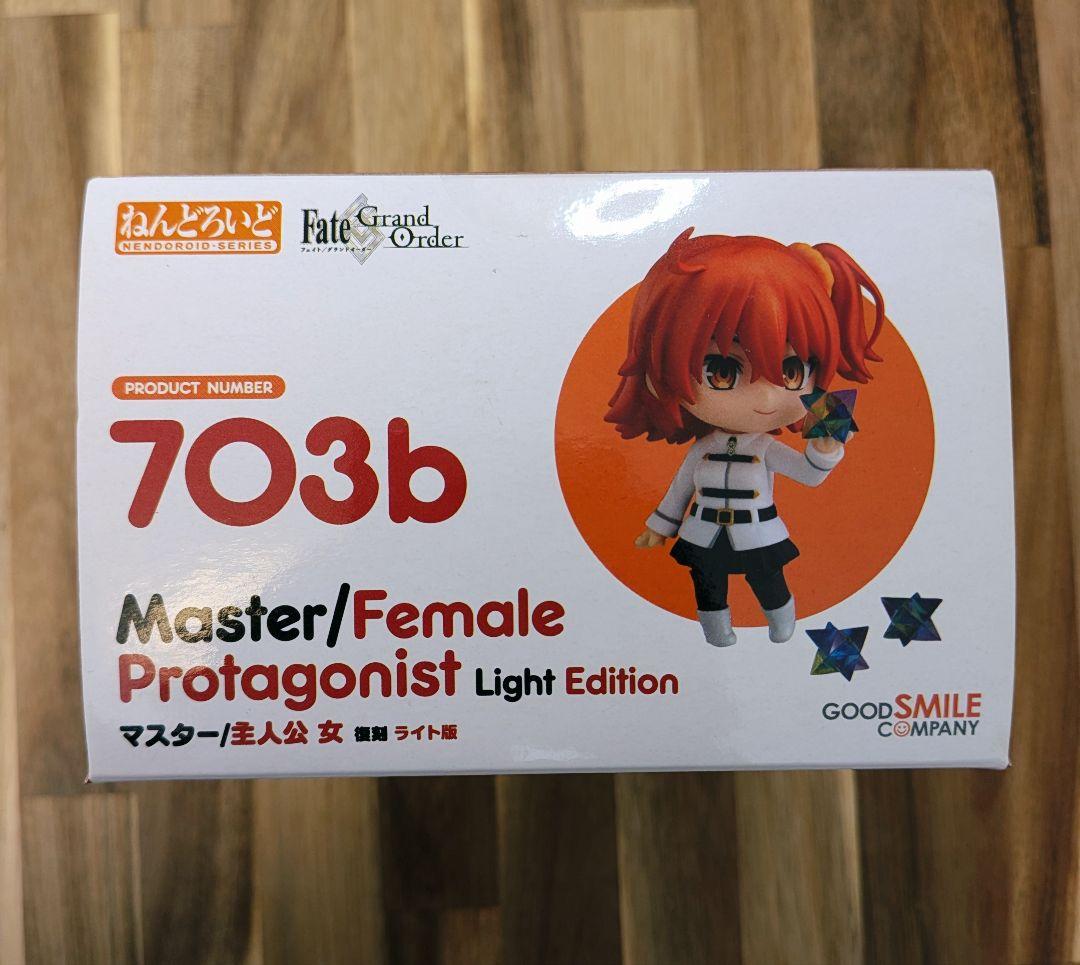 ねんどろいど
NENDOROID-SERIES
Fate Grand Order
フェイト/グランドオーダー
PRODUCT NUMBER
703b
Master/Female
Protagonist Light Edition
マスター/主人公 女 復刻 ライト版
GOOD SMILE
COMPANY